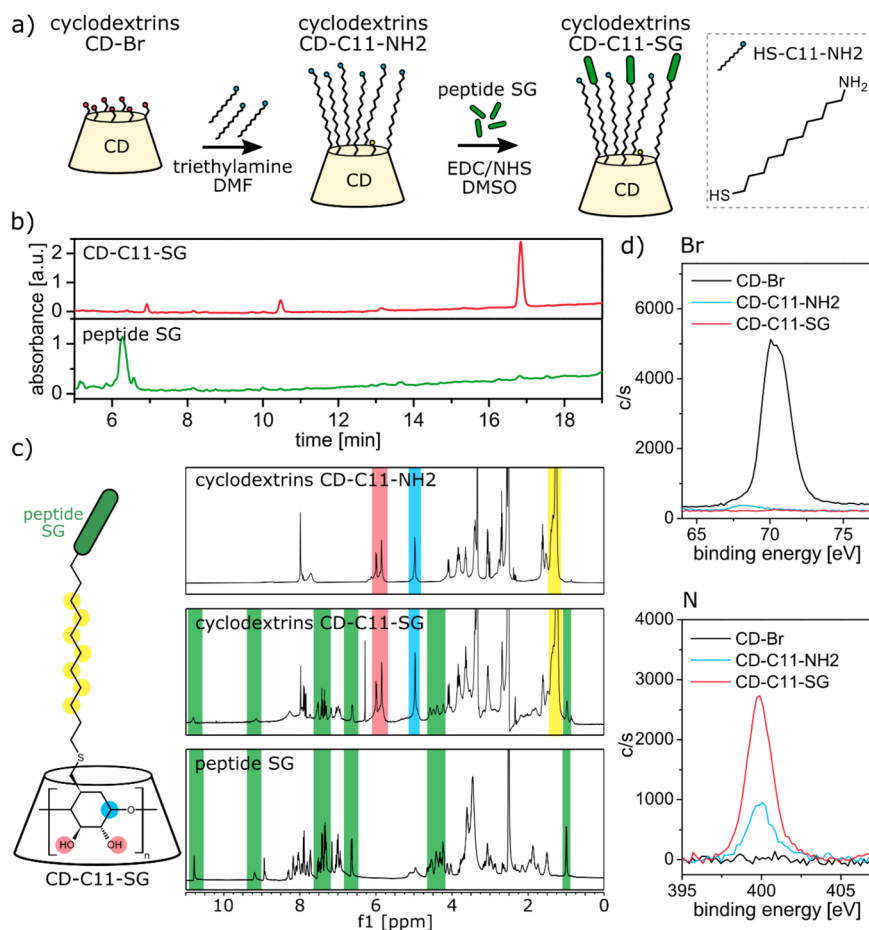 a)
cyclodextrins
CD-Br
CD
triethylamine
DMF
cyclodextrins
CD-C11-NH2
CD
peptide SG
EDC/NHS
DMSO
cyclodextrins
CD-C11-SG
CD
HS-C11-NH2
NH2
HS
b)
absorbance [a.u.]
2
1
0
CD-C11-SG
1
0
peptide SG
6 8 10 12 14 16 18
time [min]
c)
peptide
SG
S
O
HO
OH
n
CD-C11-SG
cyclodextrins CD-C11-NH2
cyclodextrins CD-C11-SG
peptide SG
10 8 6 4 2 0
f1 [ppm]
d)
Br
CD-Br
CD-C11-NH2
CD-C11-SG
c/s
6000
4000
2000
0
65 70 75
binding energy [eV]
N
CD-Br
CD-C11-NH2
CD-C11-SG
c/s
4000
3000
2000
1000
0
395 400 405
binding energy [eV]